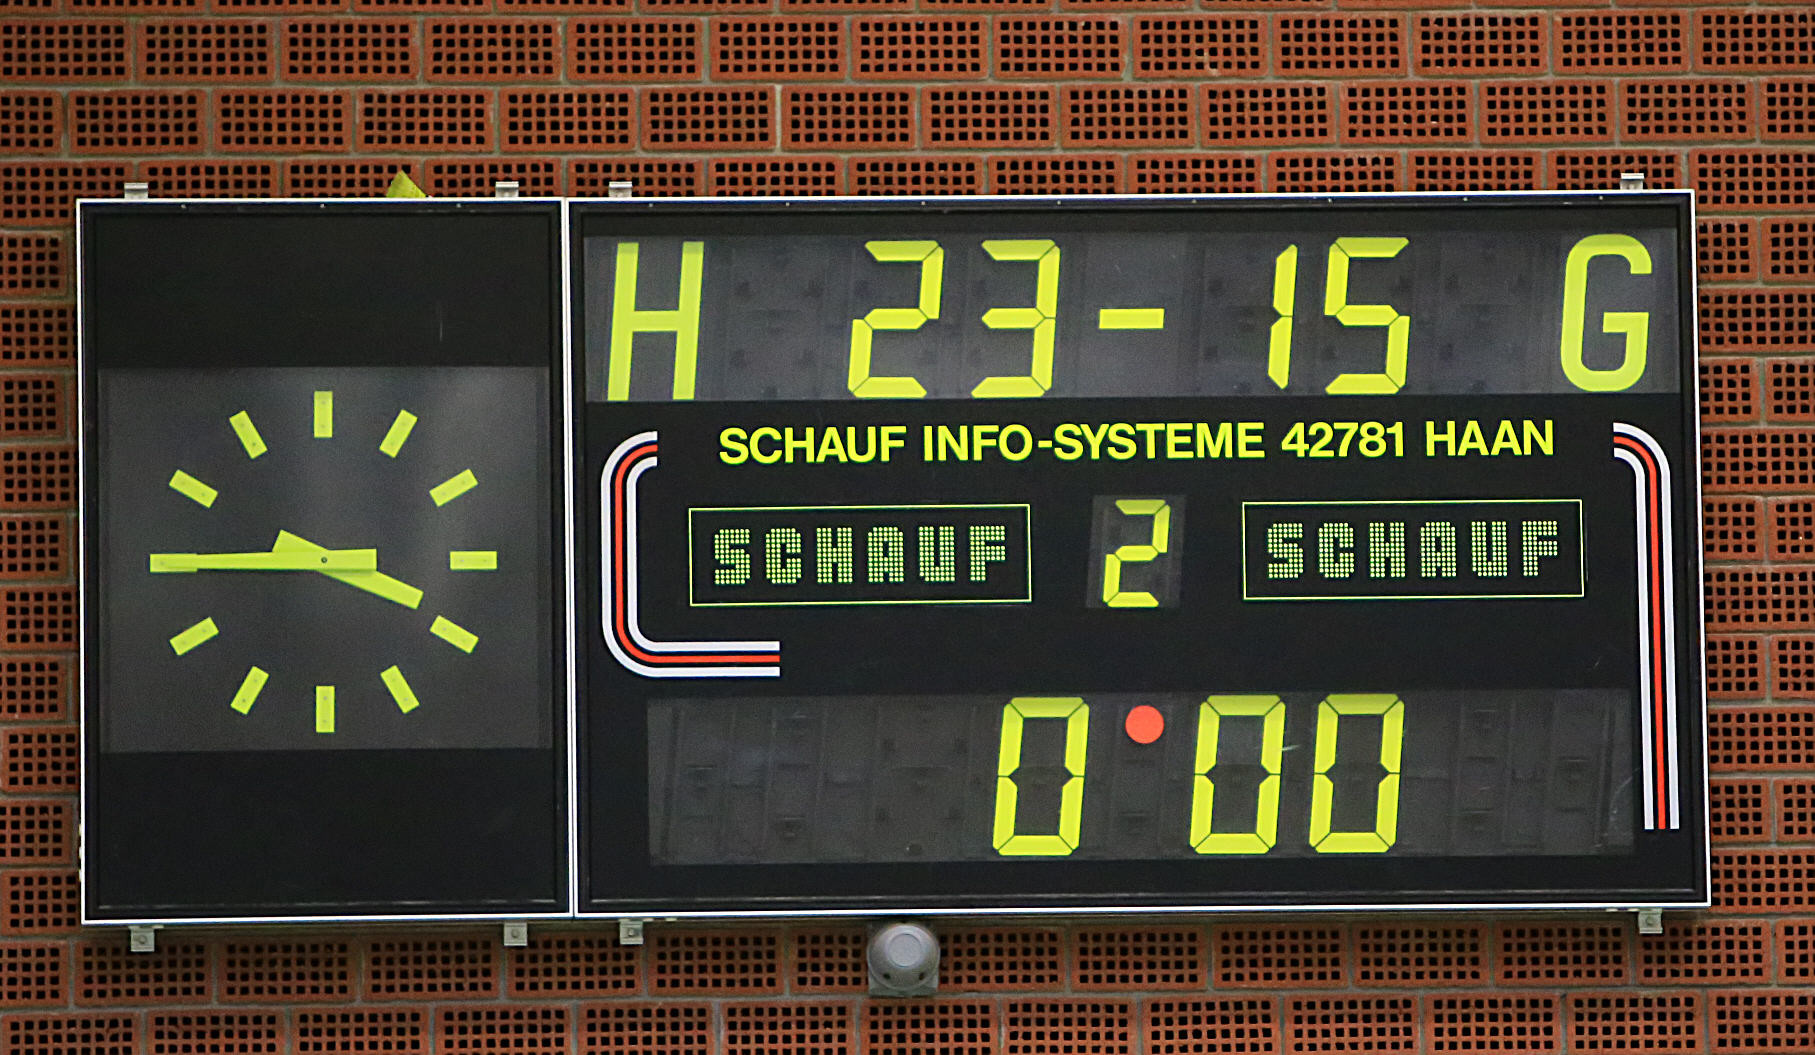 H 23-15 G
SCHAUF INFO-SYSTEME 42781 HAAN
SCHAUF 2 SCHAUF
0•00